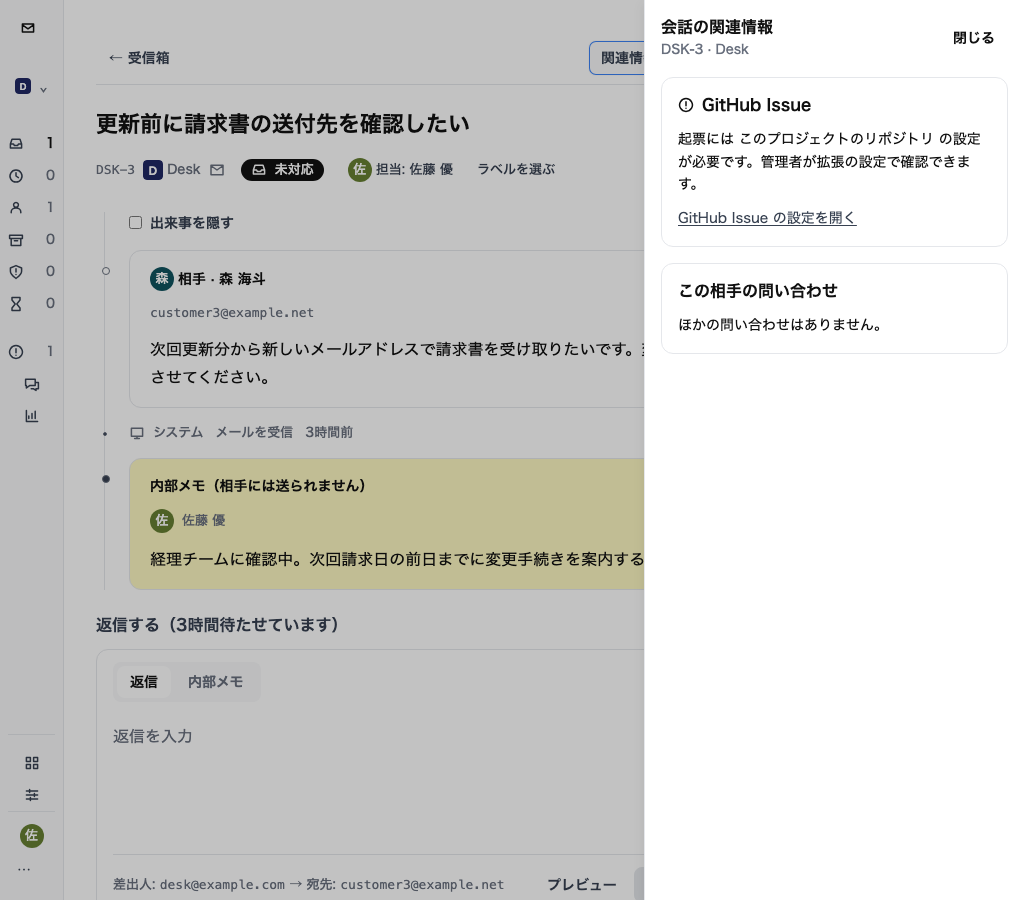 D
1
0
1
0
0
0
1
佐
…
← 受信箱
関連情
更新前に請求書の送付先を確認したい
DSK-3 D Desk 未対応 佐 担当: 佐藤 優 ラベルを選ぶ
出来事を隠す
森 相手 · 森 海斗
customer3@example.net
次回更新分から新しいメールアドレスで請求書を受け取りたいです。
させてください。
システム メールを受信 3時間前
内部メモ（相手には送られません）
佐 佐藤 優
経理チームに確認中。次回請求日の前日までに変更手続きを案内する
返信する（3時間待たせています）
返信 内部メモ
返信を入力
差出人: desk@example.com → 宛先: customer3@example.net プレビュー
会話の関連情報
DSK-3 · Desk
閉じる
GitHub Issue
起票には このプロジェクトのリポジトリ の設定
が必要です。管理者が拡張の設定で確認できま
す。
GitHub Issue の設定を開く
この相手の問い合わせ
ほかの問い合わせはありません。